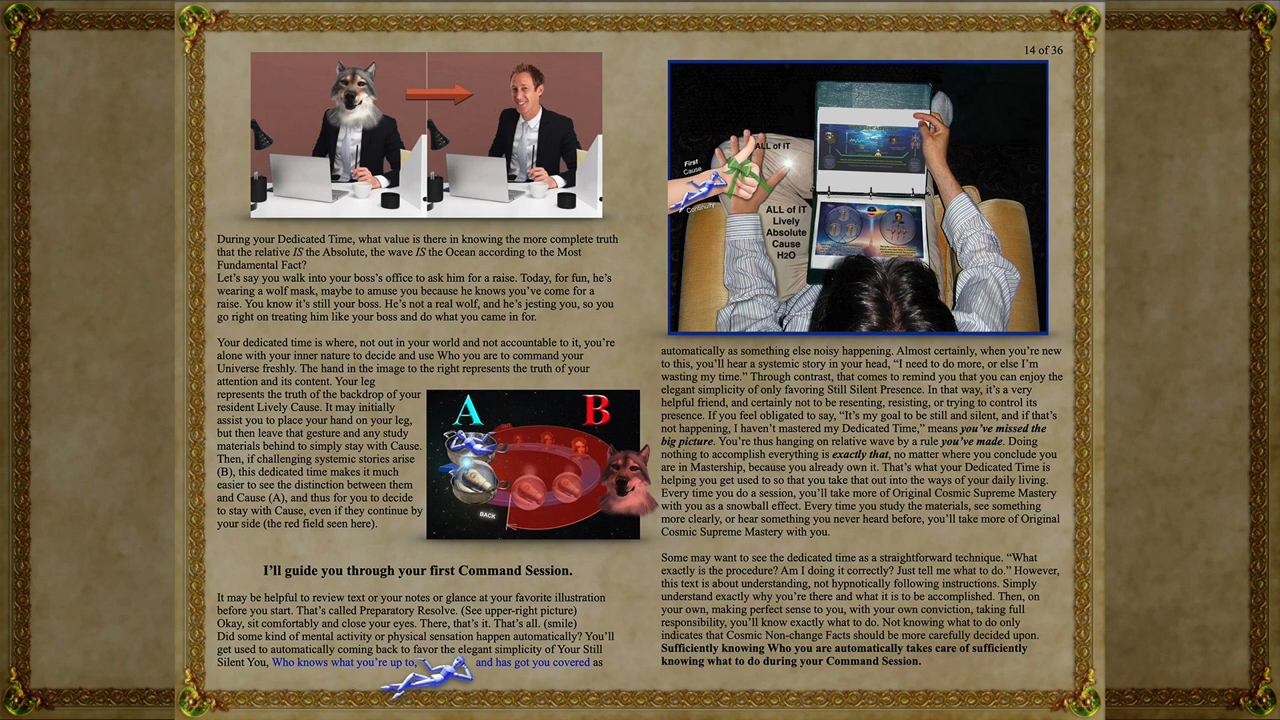 14 of 36
During your Dedicated Time, what value is there in knowing the more complete truth
that the relative IS the Absolute, the wave IS the Ocean according to the Most
Fundamental Fact?
Let's say you walk into your boss's office to ask him for a raise. Today, for fun, he's
wearing a wolf mask, maybe to amuse you because he knows you've come for a
raise. You know it's still your boss. He's not a real wolf, and he's jesting you, so you
go right on treating him like your boss and do what you came in for.
Your dedicated time is where, not out in your world and not accountable to it, you're
alone with your inner nature to decide and use Who you are to command your
Universe freshly. The hand in the image to the right represents the truth of your
attention and its content. Your leg
represents the truth of the backdrop of your
resident Lively Cause. It may initially
assist you to place your hand on your leg,
but then leave that gesture and any study
materials behind to simply stay with Cause.
Then, if challenging systemic stories arise
(B), this dedicated time makes it much
easier to see the distinction between them
and Cause (A), and thus for you to decide
to stay with Cause, even if they continue by
your side (the red field seen here).
A
B
BACK
I'll guide you through your first Command Session.
It may be helpful to review text or your notes or glance at your favorite illustration
before you start. That's called Preparatory Resolve. (See upper-right picture)
Okay, sit comfortably and close your eyes. There, that's it. That's all. (smile)
Did some kind of mental activity or physical sensation happen automatically? You'll
get used to automatically coming back to favor the elegant simplicity of Your Still
Silent You, Who knows what you're up to, and has got you covered as
First
Cause
Continuity
ALL of IT
ALL of IT
Lively
Absolute
Cause
H2O
automatically as something else noisy happening. Almost certainly, when you're new
to this, you'll hear a systemic story in your head, "I need to do more, or else I'm
wasting my time." Through contrast, that comes to remind you that you can enjoy the
elegant simplicity of only favoring Still Silent Presence. In that way, it's a very
helpful friend, and certainly not to be resenting, resisting, or trying to control its
presence. If you feel obligated to say, "It's my goal to be still and silent, and if that's
not happening, I haven't mastered my Dedicated Time," means you've missed the
big picture. You're thus hanging on relative wave by a rule you've made. Doing
nothing to accomplish everything is exactly that, no matter where you conclude you
are in Mastership, because you already own it. That's what your Dedicated Time is
helping you get used to so that you take that out into the ways of your daily living.
Every time you do a session, you'll take more of Original Cosmic Supreme Mastery
with you as a snowball effect. Every time you study the materials, see something
more clearly, or hear something you never heard before, you'll take more of Original
Cosmic Supreme Mastery with you.
Some may want to see the dedicated time as a straightforward technique. "What
exactly is the procedure? Am I doing it correctly? Just tell me what to do." However,
this text is about understanding, not hypnotically following instructions. Simply
understand exactly why you're there and what it is to be accomplished. Then, on
your own, making perfect sense to you, with your own conviction, taking full
responsibility, you'll know exactly what to do. Not knowing what to do only
indicates that Cosmic Non-change Facts should be more carefully decided upon.
Sufficiently knowing Who you are automatically takes care of sufficiently
knowing what to do during your Command Session.